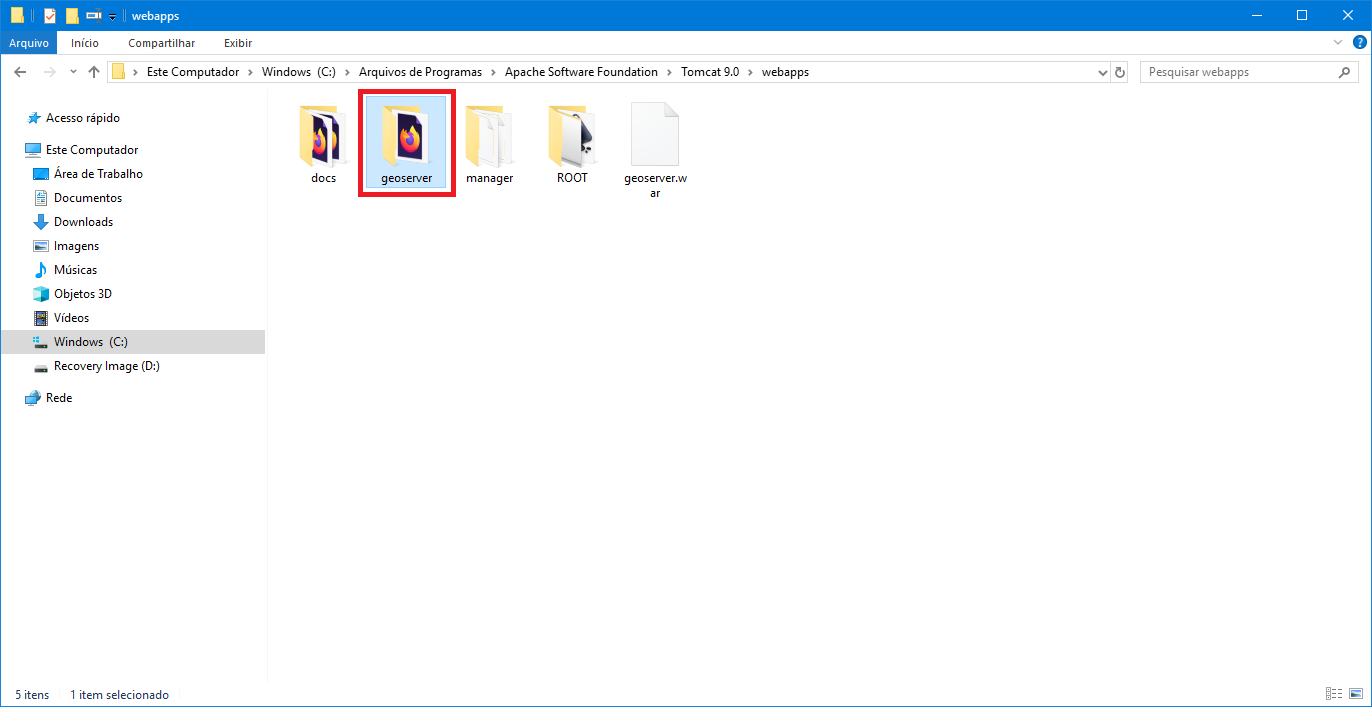 webapps
Arquivo Início Compartilhar Exibir
Este Computador > Windows (C:) > Arquivos de Programas > Apache Software Foundation > Tomcat 9.0 > webapps
Pesquisar webapps
Acesso rápido
Este Computador
Área de Trabalho
Documentos
Downloads
Imagens
Músicas
Objetos 3D
Vídeos
Windows (C:)
Recovery Image (D:)
Rede
docs
geoserver
manager
ROOT
geoserver.w
ar
5 itens 1 item selecionado